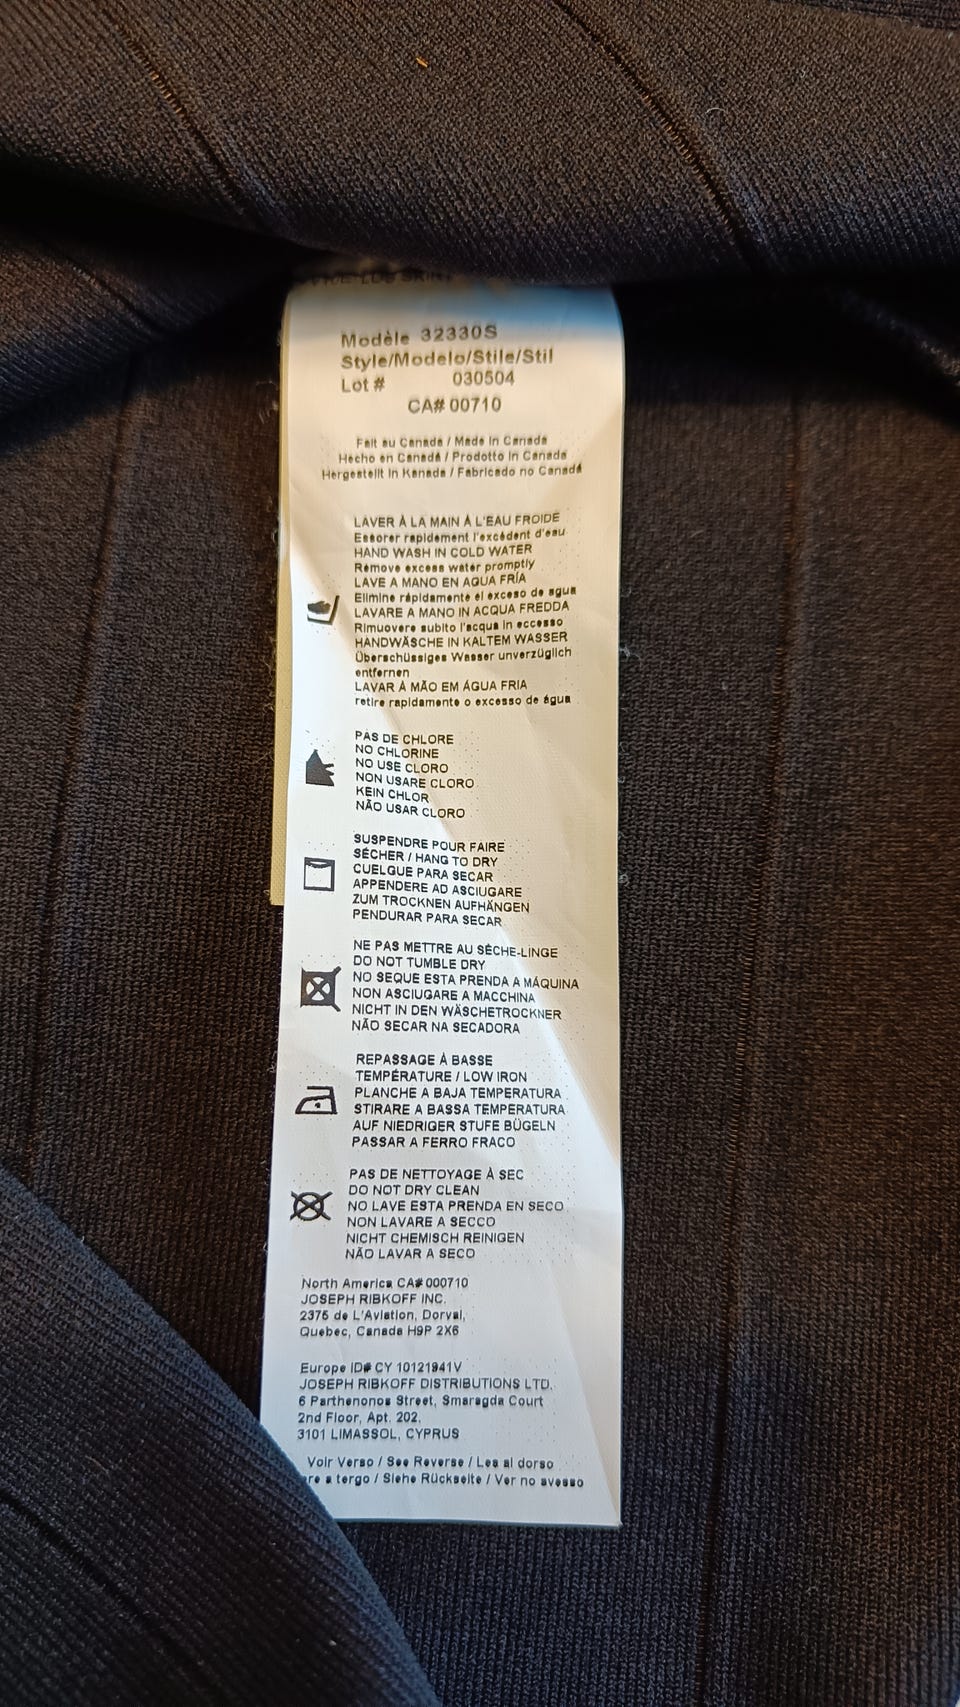 Modèle 32330S
Style/Modelo/Stile/Stil
Lot # 030504
CA# 00710
Fait au Canada / Made in Canada
Hecho en Canadá / Prodotto in Canada
Hergestellt in Kanada / Fabricado no Canadá
LAVER À LA MAIN À L'EAU FROIDE
Essorer rapidement l'excédent d'eau
HAND WASH IN COLD WATER
Remove excess water promptly
LAVE A MANO EN AQUA FRÍA
Elimine rápidamente el exceso de agua
LAVARE A MANO IN ACQUA FREDDA
Rimuovere subito l'acqua in eccesso
HANDWÄSCHE IN KALTEM WASSER
Überschüssiges Wasser unverzüglich
entfernen
LAVAR À MÃO EM ÁGUA FRIA
retire rapidamente o excesso de água
PAS DE CHLORE
NO CHLORINE
NO USE CLORO
NON USARE CLORO
KEIN CHLOR
NÃO USAR CLORO
SUSPENDRE POUR FAIRE
SÉCHER / HANG TO DRY
CUELGUE PARA SECAR
APPENDERE AD ASCIUGARE
ZUM TROCKNEN AUFHÄNGEN
PENDURAR PARA SECAR
NE PAS METTRE AU SÈCHE-LINGE
DO NOT TUMBLE DRY
NO SEQUE ESTA PRENDA A MÁQUINA
NON ASCIUGARE A MACCHINA
NICHT IN DEN WÄSCHETROCKNER
NÃO SECAR NA SECADORA
REPASSAGE À BASSE
TEMPÉRATURE / LOW IRON
PLANCHE A BAJA TEMPERATURA
STIRARE A BASSA TEMPERATURA
AUF NIEDRIGER STUFE BÜGELN
PASSAR A FERRO FRACO
PAS DE NETTOYAGE À SEC
DO NOT DRY CLEAN
NO LAVE ESTA PRENDA EN SECO
NON LAVARE A SECCO
NICHT CHEMISCH REINIGEN
NÃO LAVAR A SECO
North America CA# 000710
JOSEPH RIBKOFF INC.
2375 de L'Aviation, Dorval,
Quebec, Canada H9P 2X6
Europe ID# CY 10121941V
JOSEPH RIBKOFF DISTRIBUTIONS LTD.
6 Parthenonos Street, Smaragda Court
2nd Floor, Apt. 202,
3101 LIMASSOL, CYPRUS
Voir Verso / See Reverse / Lea al dorso
re a tergo / Siehe Rückseite / Ver no avesso